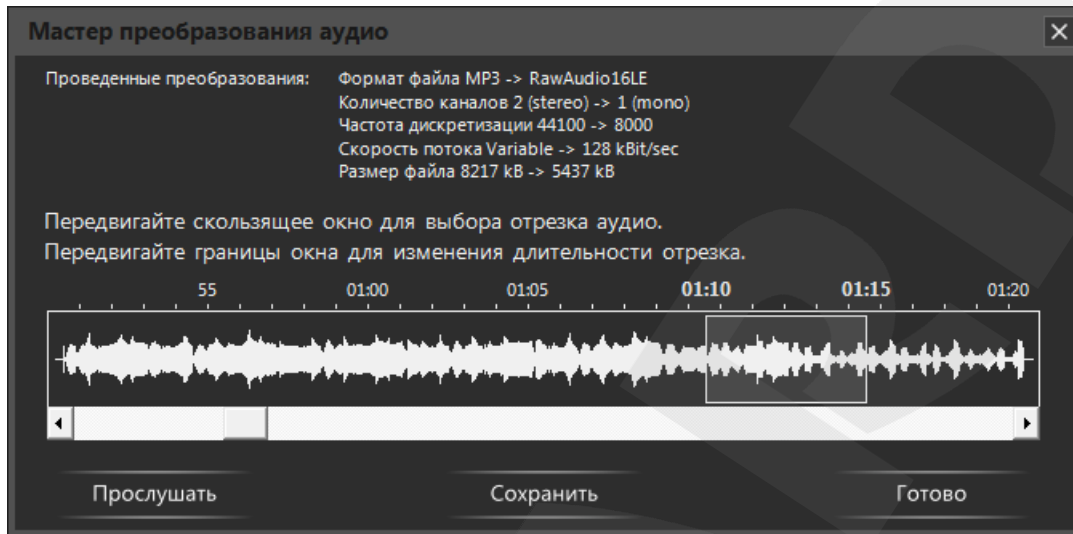 Мастер преобразования аудио
Проведенные преобразования: Формат файла MP3 -> RawAudio16LE
Количество каналов 2 (stereo) -> 1 (mono)
Частота дискретизации 44100 -> 8000
Скорость потока Variable -> 128 kBit/sec
Размер файла 8217 kB -> 5437 kB
Передвигайте скользящее окно для выбора отрезка аудио.
Передвигайте границы окна для изменения длительности отрезка.
55 01:00 01:05 01:10 01:15 01:20
Прослушать Сохранить Готово